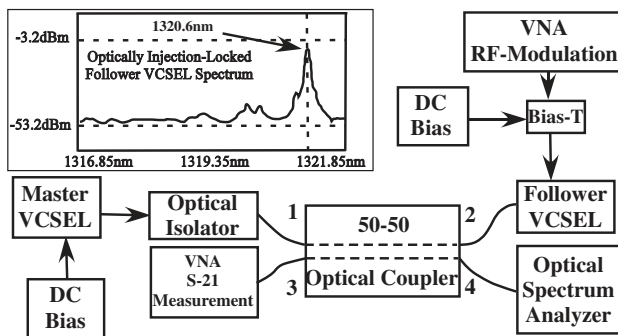 1320.6nm
-3.2dBm
Optically Injection-Locked
Follower VCSEL Spectrum
-53.2dBm
1316.85nm
1319.35nm
1321.85nm
VNA
RF-Modulation
DC
Bias
Bias-T
Master
VCSEL
Optical
Isolator
1
50-50
2
Follower
VCSEL
DC
Bias
VNA
S-21
Measurement
3
Optical Coupler
4
Optical
Spectrum
Analyzer